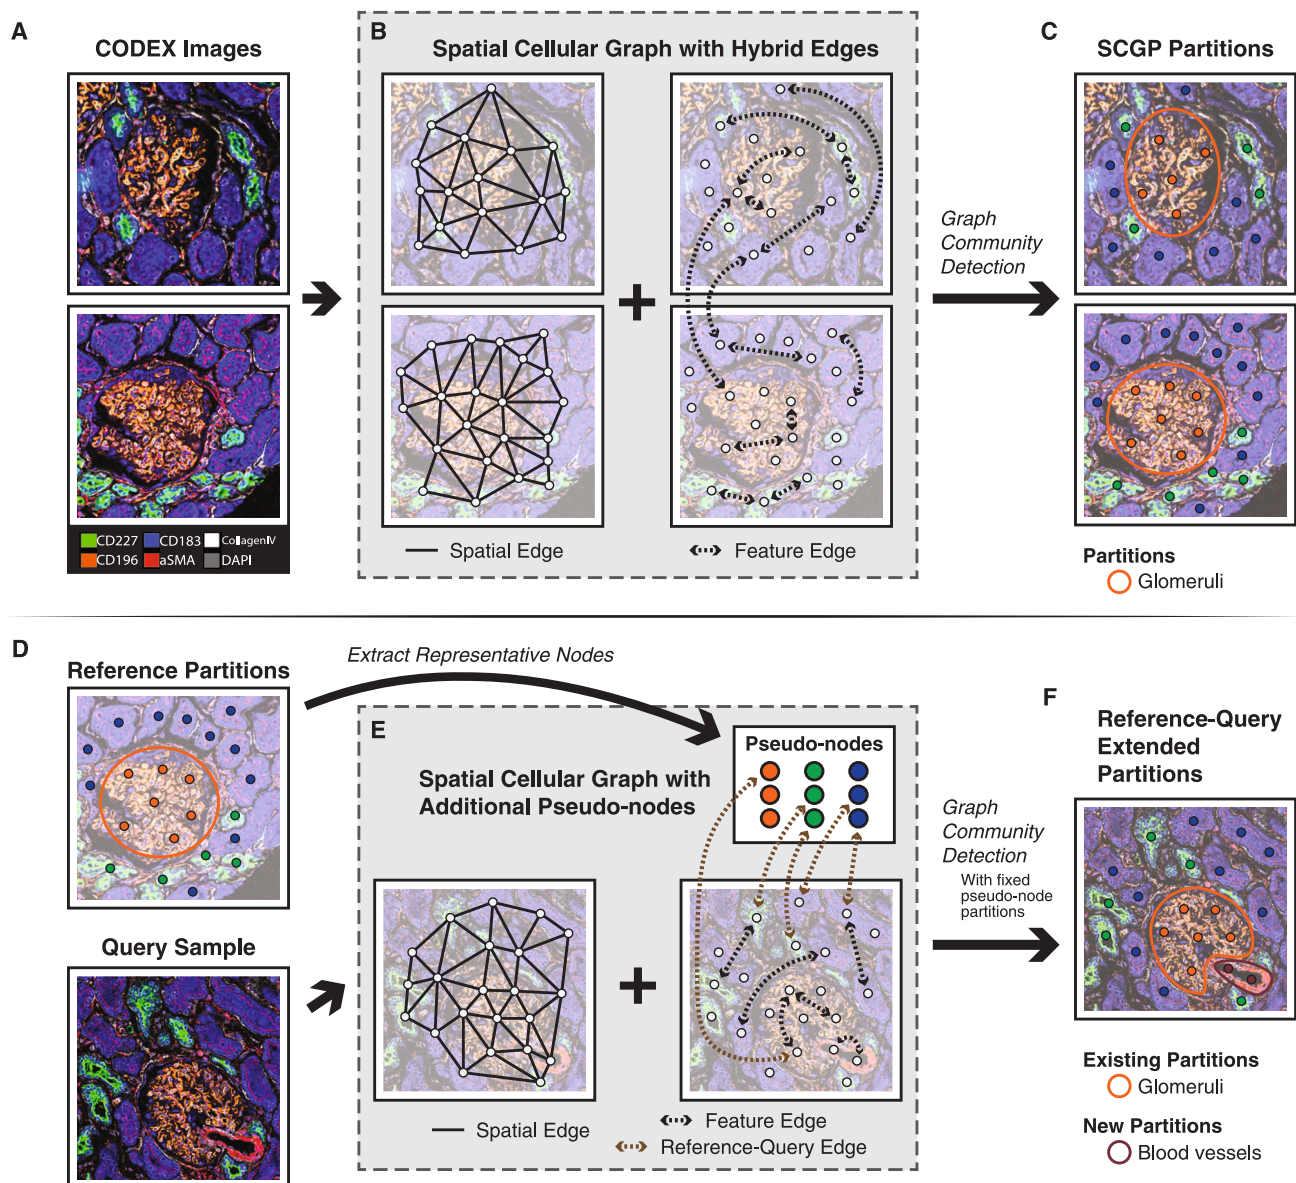 A
CODEX Images
CD227
CD183
CollagenIV
CD196
aSMA
DAPI
B
Spatial Cellular Graph with Hybrid Edges
Spatial Edge
Feature Edge
Graph
Community
Detection
C
SCGP Partitions
Partitions
Glomeruli
D
Reference Partitions
Extract Representative Nodes
Query Sample
E
Spatial Cellular Graph with
Additional Pseudo-nodes
Pseudo-nodes
Spatial Edge
Feature Edge
Reference-Query Edge
Graph
Community
Detection
With fixed
pseudo-node
partitions
F
Reference-Query
Extended
Partitions
Existing Partitions
Glomeruli
New Partitions
Blood vessels